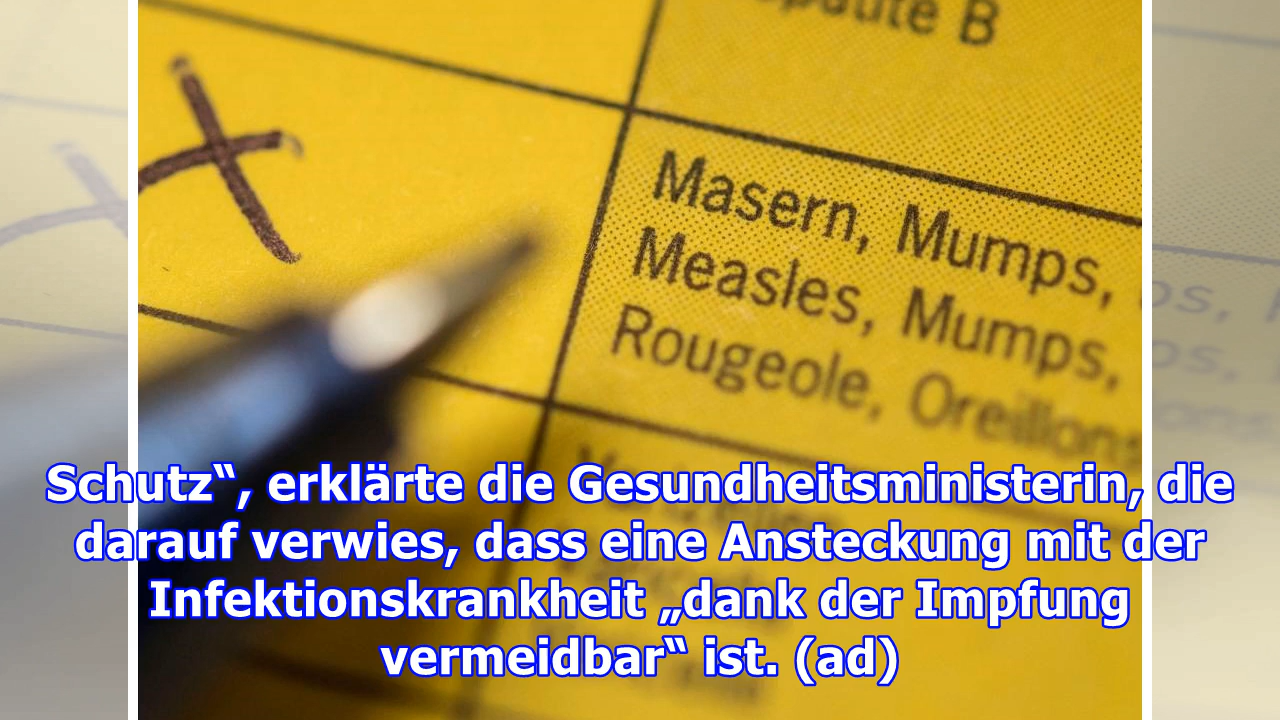 B
Masern, Mumps,
Measles, Mumps,
Rougeole, Oreillons
Schutz“, erklärte die Gesundheitsministerin, die
darauf verwies, dass eine Ansteckung mit der
Infektionskrankheit „dank der Impfung
vermeidbar“ ist. (ad)